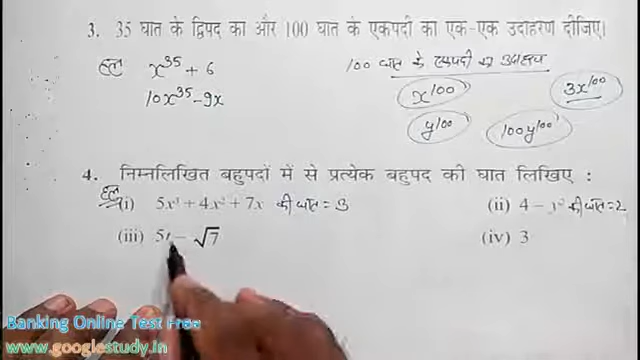 3. 35 घात के द्विपद का और 100 घात के एकपदी का एक-एक उदाहरण दीजिए।
हल x³⁵ + 6
10x³⁵ - 9x
100 घात के एकपदी का उदाहरण
x¹⁰⁰ 3x¹⁰⁰
y¹⁰⁰ 100y¹⁰⁰
4. निम्नलिखित बहुपदों में से प्रत्येक बहुपद की घात लिखिए :
हल
(i) 5x³ + 4x² + 7x की घात = 3 (ii) 4 – y² की घात = 2
(iii) 5t – √7 (iv) 3
Banking Online Test Free
www.googlestudy.in